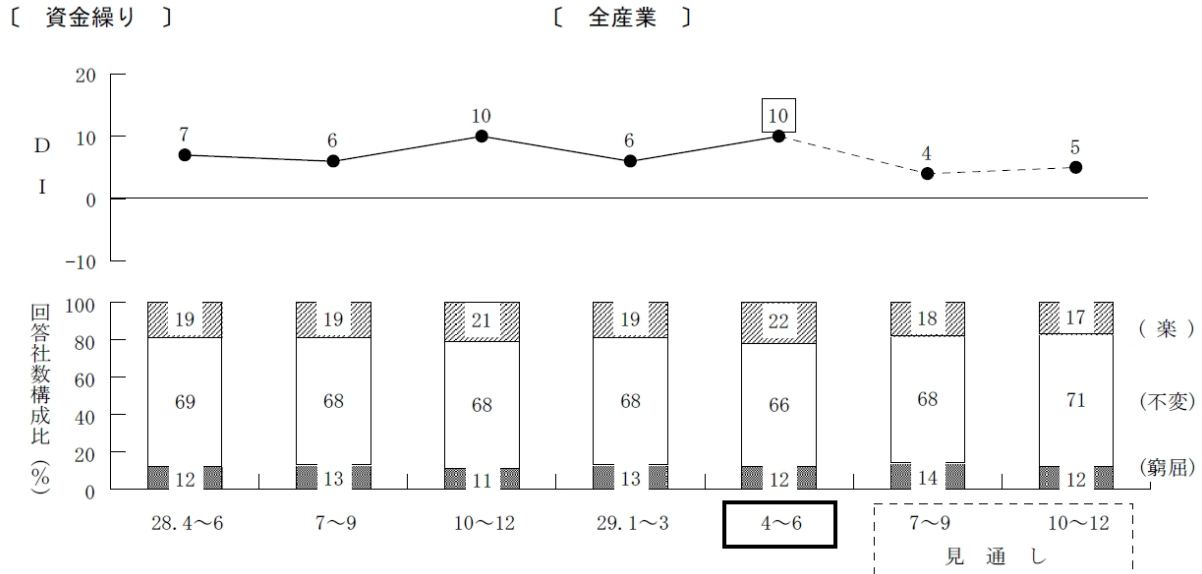 〔 資金繰り 〕 〔 全産業 〕
20
10
0
-10
DI
7 6 10 6 10 4 5
100
80
60
40
20
0
回答社数構成比(%)
19 19 21 19 22 18 17 (楽)
69 68 68 68 66 68 71 (不変)
12 13 11 13 12 14 12 (窮屈)
28.4～6 7～9 10～12 29.1～3 4～6 7～9 10～12
見通し